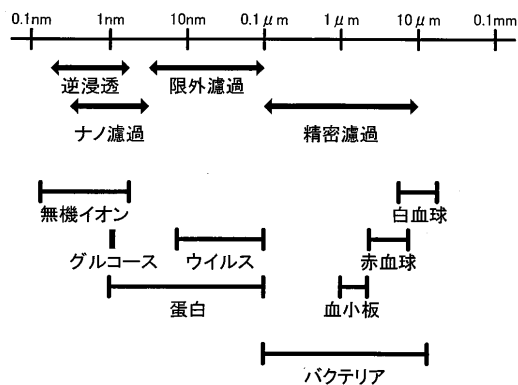 0.1nm 1nm 10nm 0.1μm 1μm 10μm 0.1mm
逆浸透 限外濾過
ナノ濾過 精密濾過
無機イオン 白血球
グルコース ウイルス 赤血球
蛋白 血小板
バクテリア